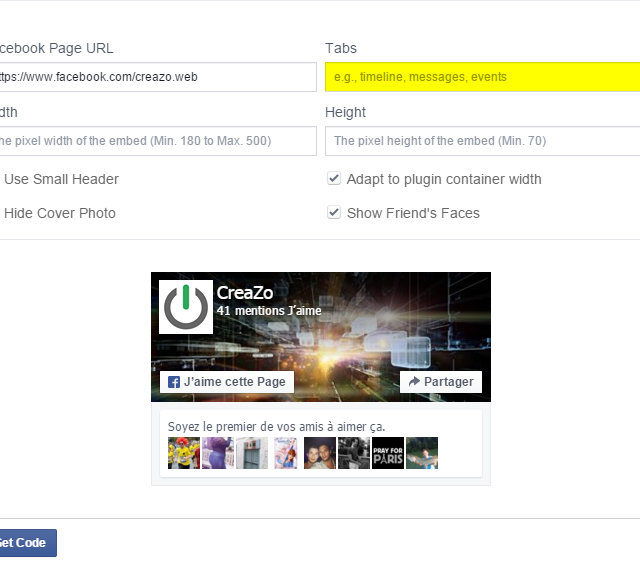 cebook Page URL
Tabs
ttps://www.facebook.com/creazo.web
e.g., timeline, messages, events
dth
Height
he pixel width of the embed (Min. 180 to Max. 500)
The pixel height of the embed (Min. 70)
Use Small Header
Adapt to plugin container width
Hide Cover Photo
Show Friend's Faces
CreaZo
41 mentions J'aime
J'aime cette Page
Partager
Soyez le premier de vos amis à aimer ça.
PRAY FOR
PARIS
Get Code